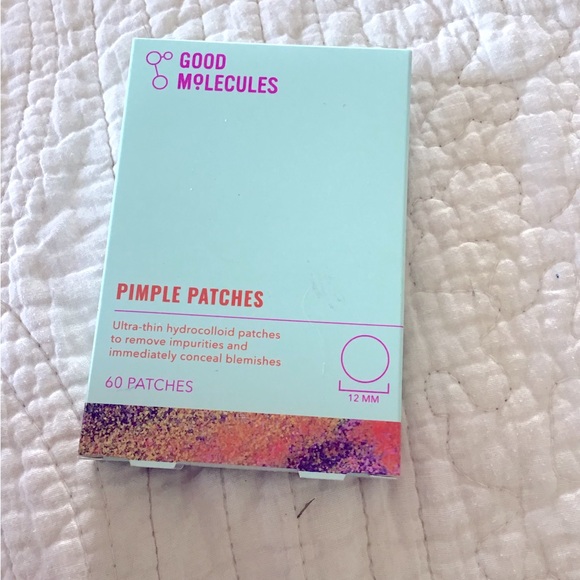 GOOD
MOLECULES
PIMPLE PATCHES
Ultra-thin hydrocolloid patches
to remove impurities and
immediately conceal blemishes
60 PATCHES
12 MM